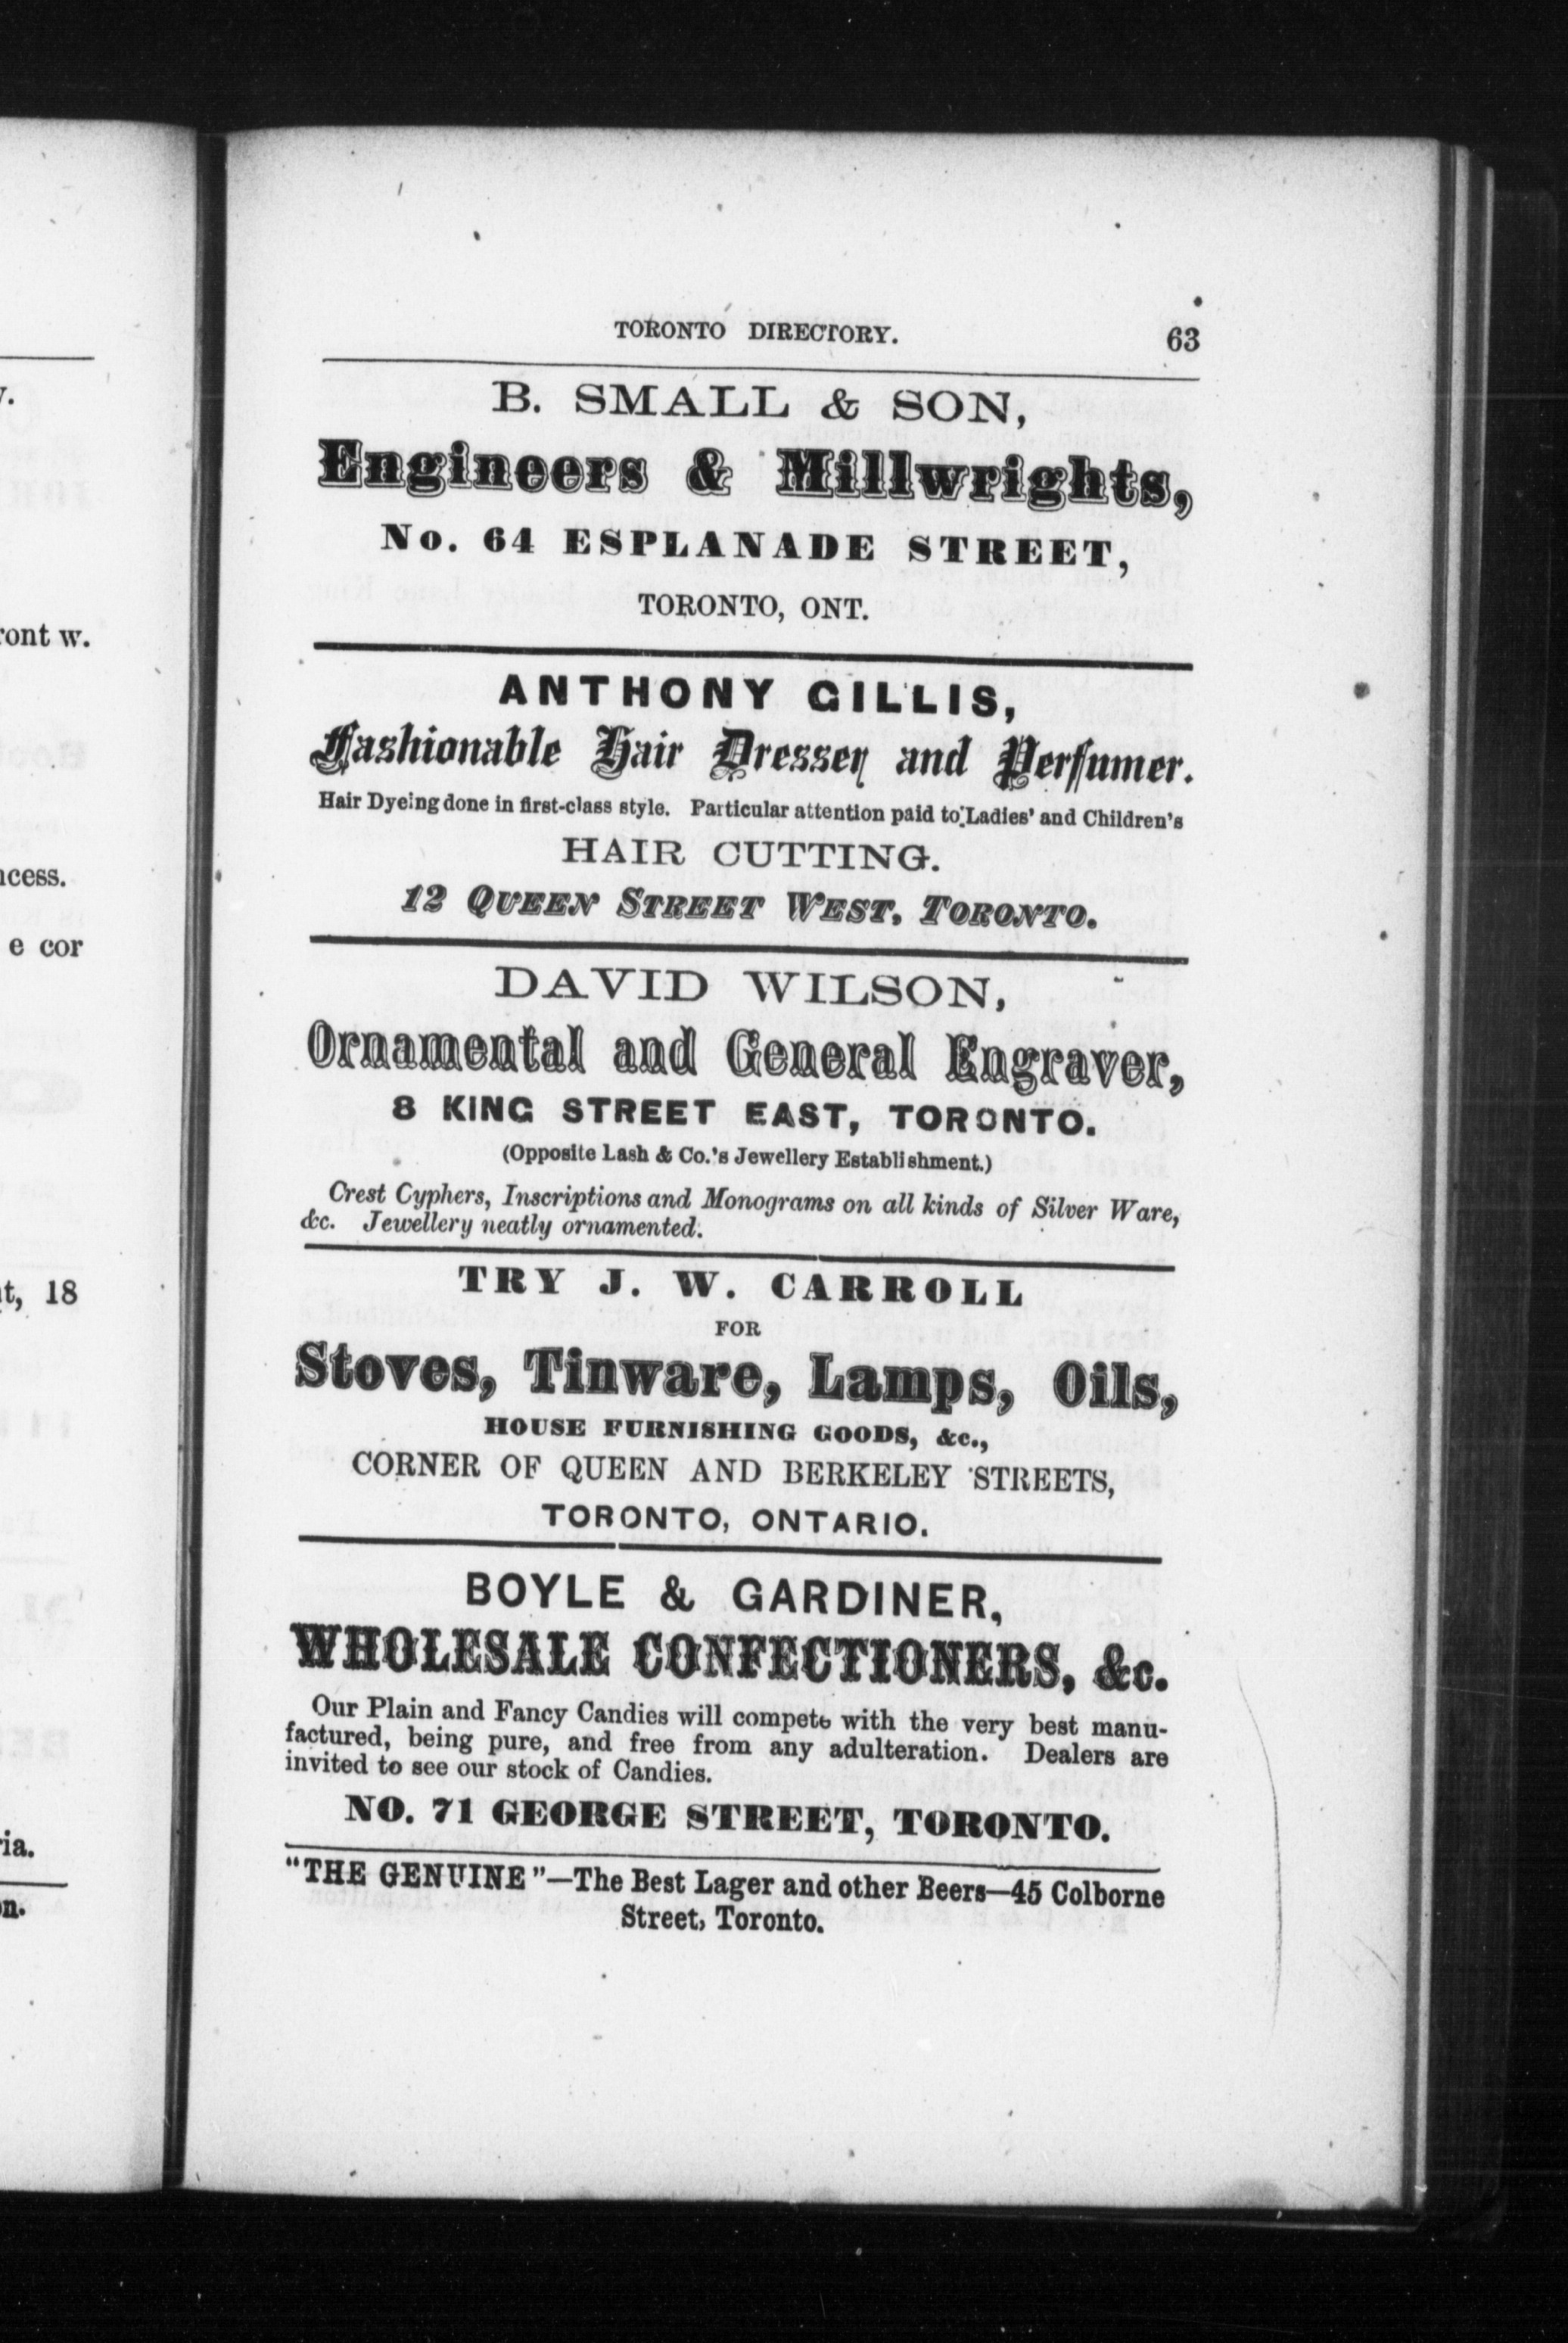 TORONTO DIRECTORY. 63
B. SMALL & SON,
Engineers & Millwrights,
No. 64 ESPLANADE STREET,
TORONTO, ONT.
ANTHONY GILLIS,
Fashionable Hair Dresser and Perfumer.
Hair Dyeing done in first-class style. Particular attention paid to Ladies' and Children's
HAIR CUTTING.
12 QUEEN STREET WEST, TORONTO.
DAVID WILSON,
Ornamental and General Engraver,
8 KING STREET EAST, TORONTO.
(Opposite Lash & Co.'s Jewellery Establishment.)
Crest Cyphers, Inscriptions and Monograms on all kinds of Silver Ware,
&c. Jewellery neatly ornamented.
TRY J. W. CARROLL
FOR
Stoves, Tinware, Lamps, Oils,
HOUSE FURNISHING GOODS, &c.,
CORNER OF QUEEN AND BERKELEY STREETS,
TORONTO, ONTARIO.
BOYLE & GARDINER,
WHOLESALE CONFECTIONERS, &c.
Our Plain and Fancy Candies will compete with the very best manu-
factured, being pure, and free from any adulteration. Dealers are
invited to see our stock of Candies.
NO. 71 GEORGE STREET, TORONTO.
"THE GENUINE"—The Best Lager and other Beers—45 Colborne
Street, Toronto.